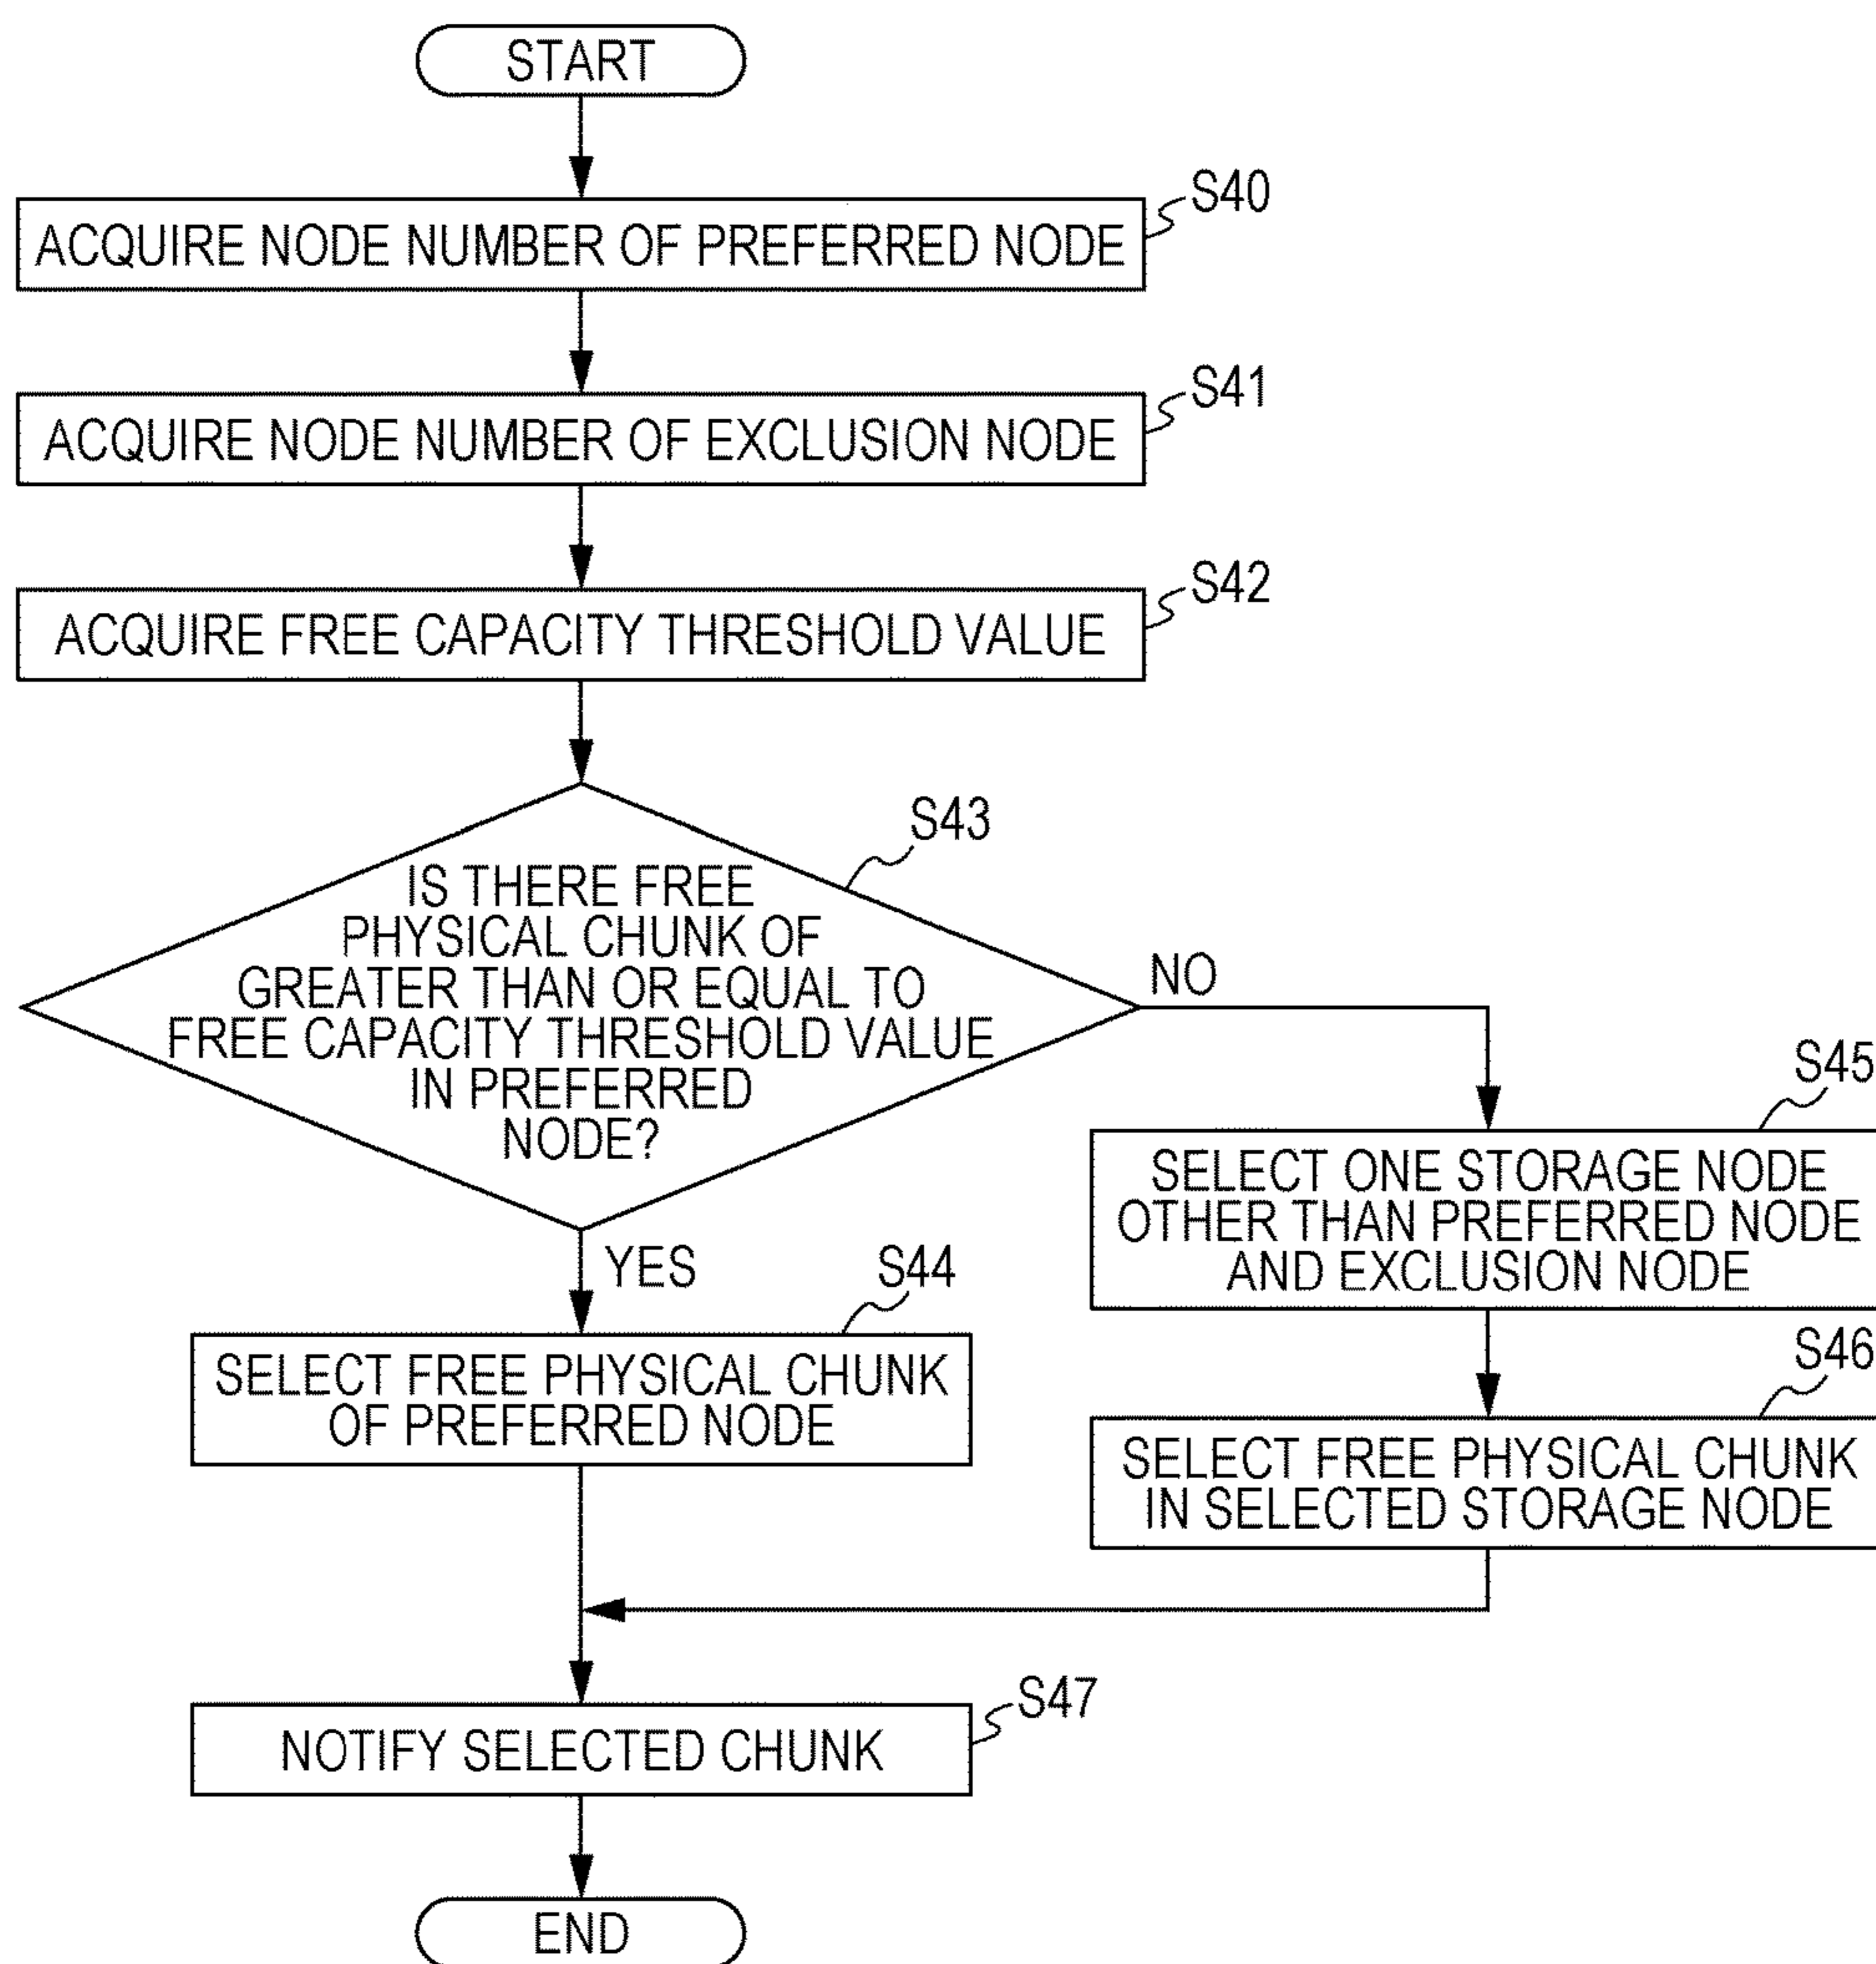 START
S40
ACQUIRE NODE NUMBER OF PREFERRED NODE
S41
ACQUIRE NODE NUMBER OF EXCLUSION NODE
S42
ACQUIRE FREE CAPACITY THRESHOLD VALUE
S43
IS THERE FREE
PHYSICAL CHUNK OF
GREATER THAN OR EQUAL TO
FREE CAPACITY THRESHOLD VALUE
IN PREFERRED
NODE?
NO
YES
S44
SELECT FREE PHYSICAL CHUNK
OF PREFERRED NODE
S45
SELECT ONE STORAGE NODE
OTHER THAN PREFERRED NODE
AND EXCLUSION NODE
S46
SELECT FREE PHYSICAL CHUNK
IN SELECTED STORAGE NODE
S47
NOTIFY SELECTED CHUNK
END